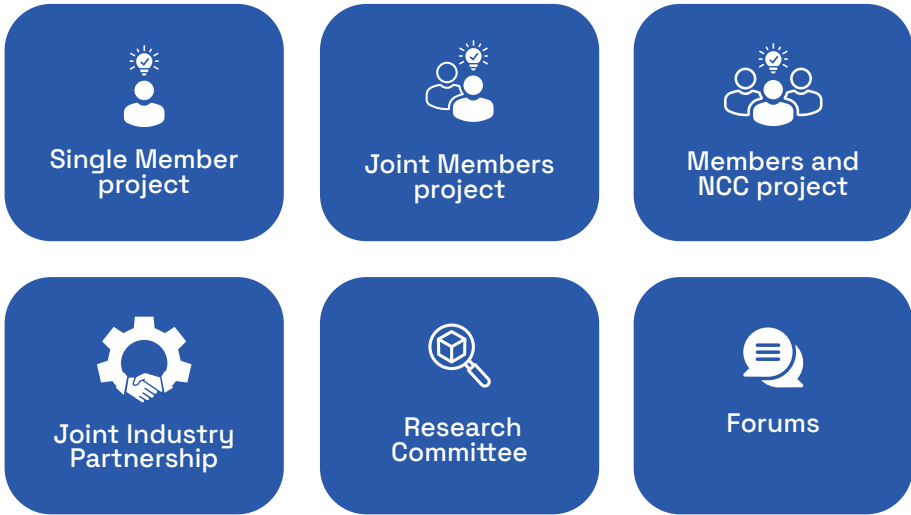 Single Member
project
Joint Members
project
Members and
NCC project
Joint Industry
Partnership
Research
Committee
Forums